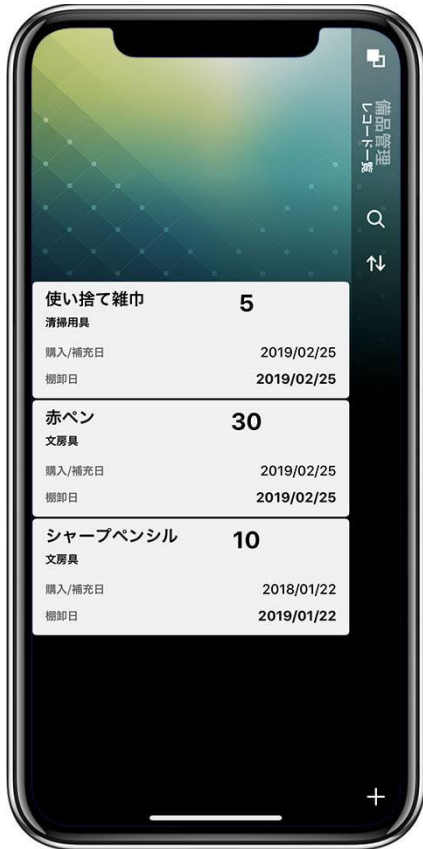 備品管理
レコード一覧
使い捨て雑巾 5
清掃用具
購入/補充日 2019/02/25
棚卸日 2019/02/25
赤ペン 30
文房具
購入/補充日 2019/02/25
棚卸日 2019/02/25
シャープペンシル 10
文房具
購入/補充日 2018/01/22
棚卸日 2019/01/22